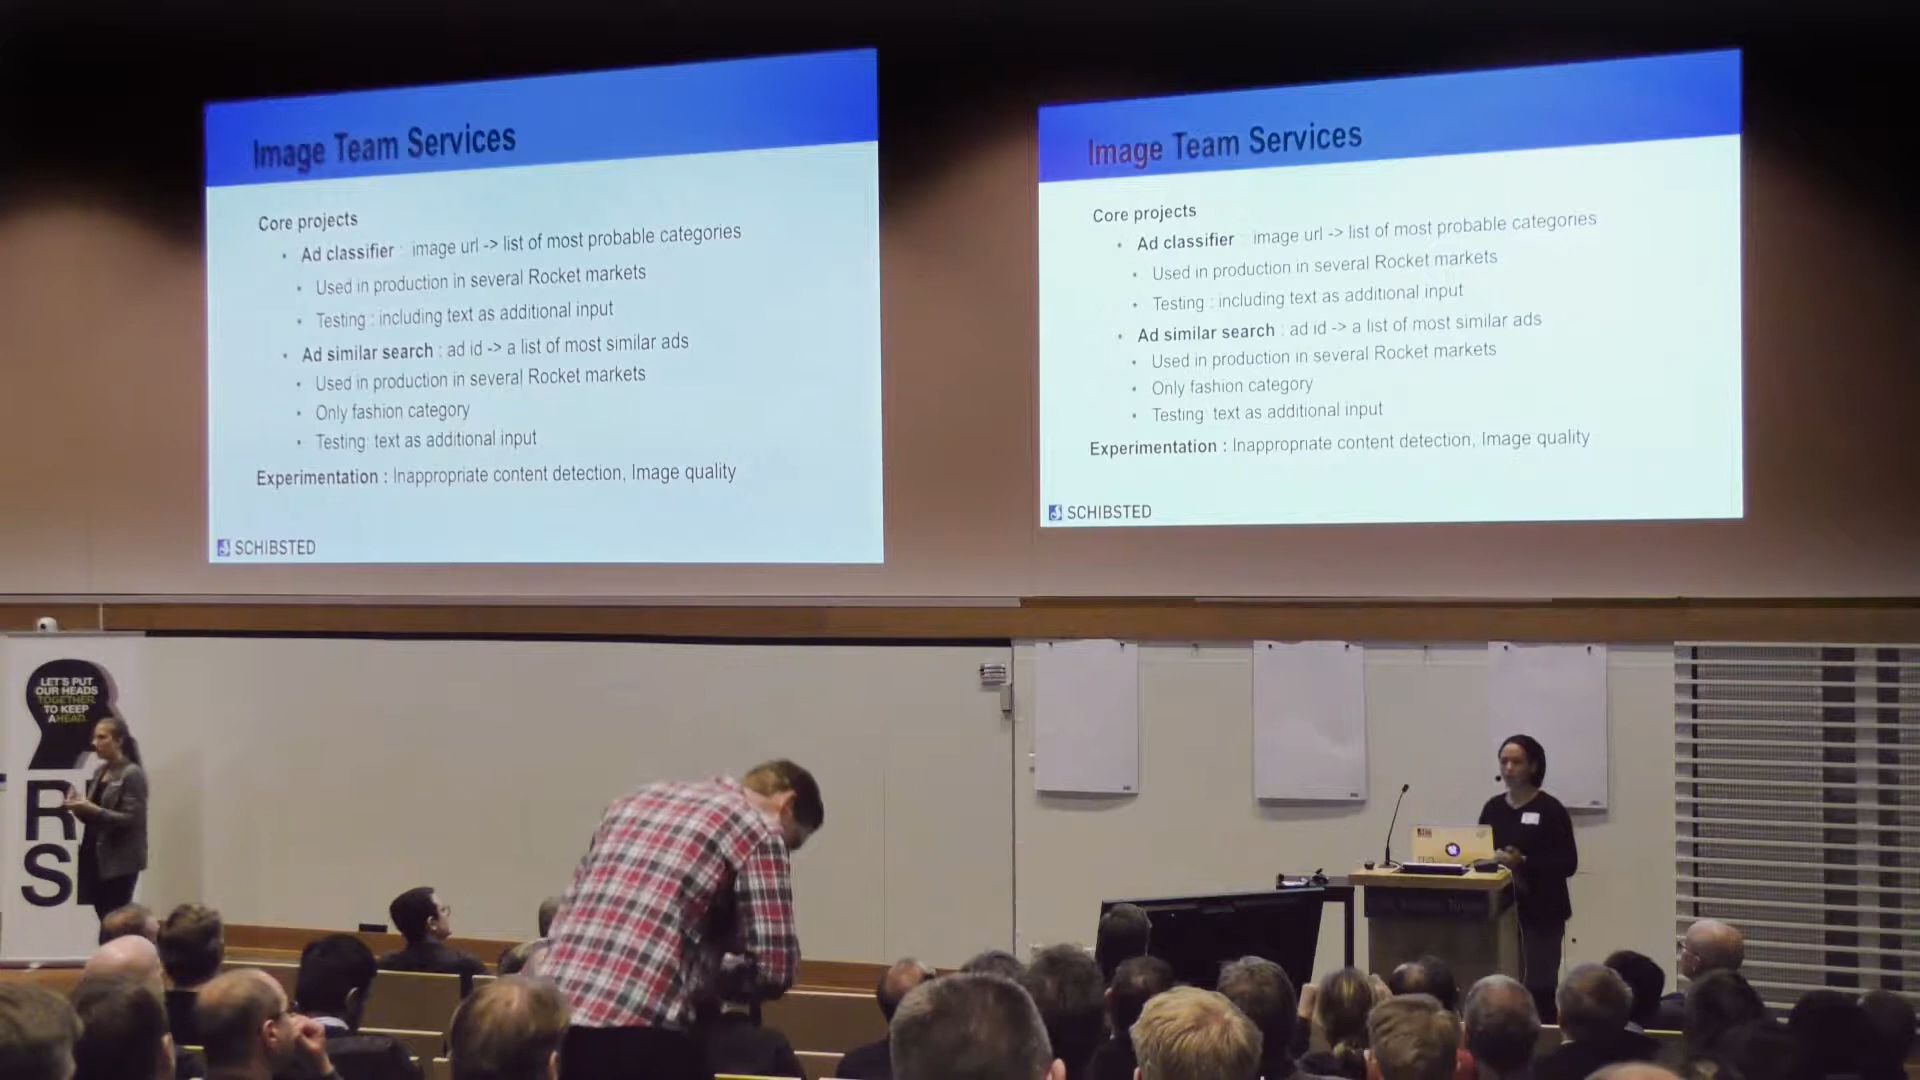 Image Team Services
Core projects
• Ad classifier : image url -> list of most probable categories
• Used in production in several Rocket markets
• Testing : including text as additional input
• Ad similar search : ad id -> a list of most similar ads
• Used in production in several Rocket markets
• Only fashion category
• Testing: text as additional input
Experimentation : Inappropriate content detection, Image quality
SCHIBSTED
Image Team Services
Core projects
• Ad classifier : image url -> list of most probable categories
• Used in production in several Rocket markets
• Testing : including text as additional input
• Ad similar search : ad id -> a list of most similar ads
• Used in production in several Rocket markets
• Only fashion category
• Testing: text as additional input
Experimentation : Inappropriate content detection, Image quality
SCHIBSTED
LET'S PUT
OUR HEADS
TOGETHER
TO KEEP
AHEAD.
R
S